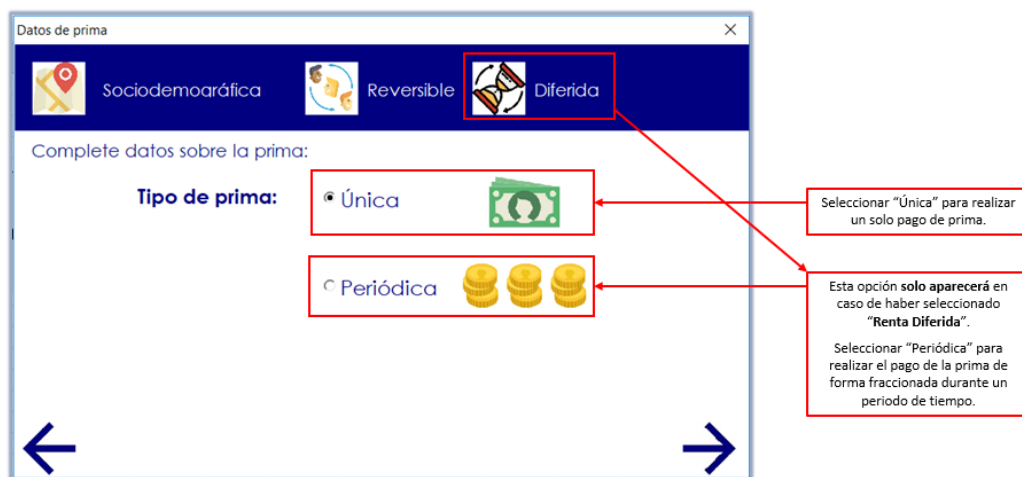 Datos de prima
Sociodemoaráfica
Reversible
Diferida
Complete datos sobre la prima:
Tipo de prima:
Única
Periódica
Seleccionar “Única” para realizar
un solo pago de prima.
Esta opción solo aparecerá en
caso de haber seleccionado
“Renta Diferida”.
Seleccionar “Periódica” para
realizar el pago de la prima de
forma fraccionada durante un
periodo de tiempo.